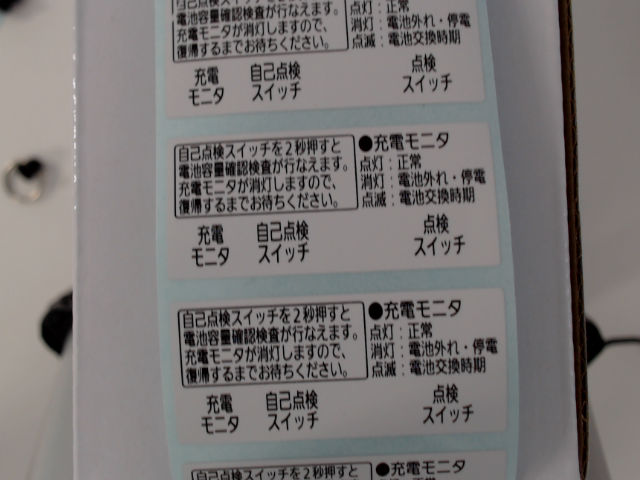 自己点検スイッチを２秒押すと
電池容量確認検査が行なえます。
充電モニタが消灯しますので、
復帰するまでお待ちください。
点灯：正常
消灯：電池外れ・停電
点滅：電池交換時期
充電
モニタ
自己点検
スイッチ
点検
スイッチ
自己点検スイッチを２秒押すと
電池容量確認検査が行なえます。
充電モニタが消灯しますので、
復帰するまでお待ちください。
●充電モニタ
点灯：正常
消灯：電池外れ・停電
点滅：電池交換時期
充電
モニタ
自己点検
スイッチ
点検
スイッチ
自己点検スイッチを２秒押すと
電池容量確認検査が行なえます。
充電モニタが消灯しますので、
復帰するまでお待ちください。
●充電モニタ
点灯：正常
消灯：電池外れ・停電
点滅：電池交換時期
充電
モニタ
自己点検
スイッチ
点検
スイッチ
自己点検スイッチを２秒押すと
●充電モニタ